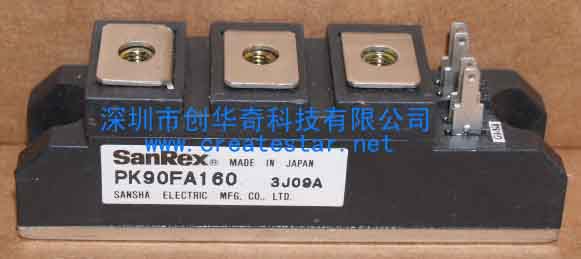 深圳市创华奇科技有限公司
www.createstar.net
SanRex® MADE IN JAPAN
PK90FA160 3J09A
SANSHA ELECTRIC MFG. CO., LTD.